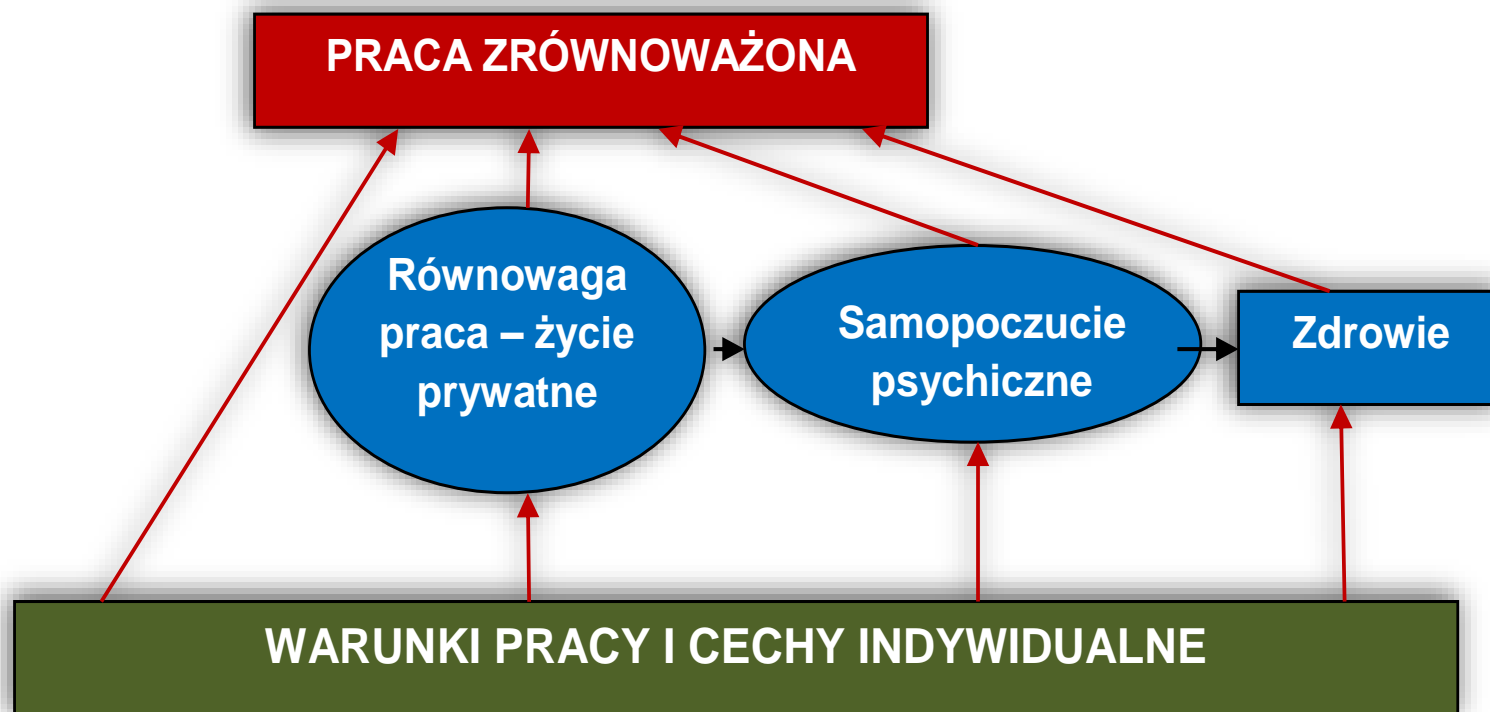 PRACA ZRÓWNOWAŻONA
Równowaga
praca – życie
prywatne
Samopoczucie
psychiczne
Zdrowie
WARUNKI PRACY I CECHY INDYWIDUALNE